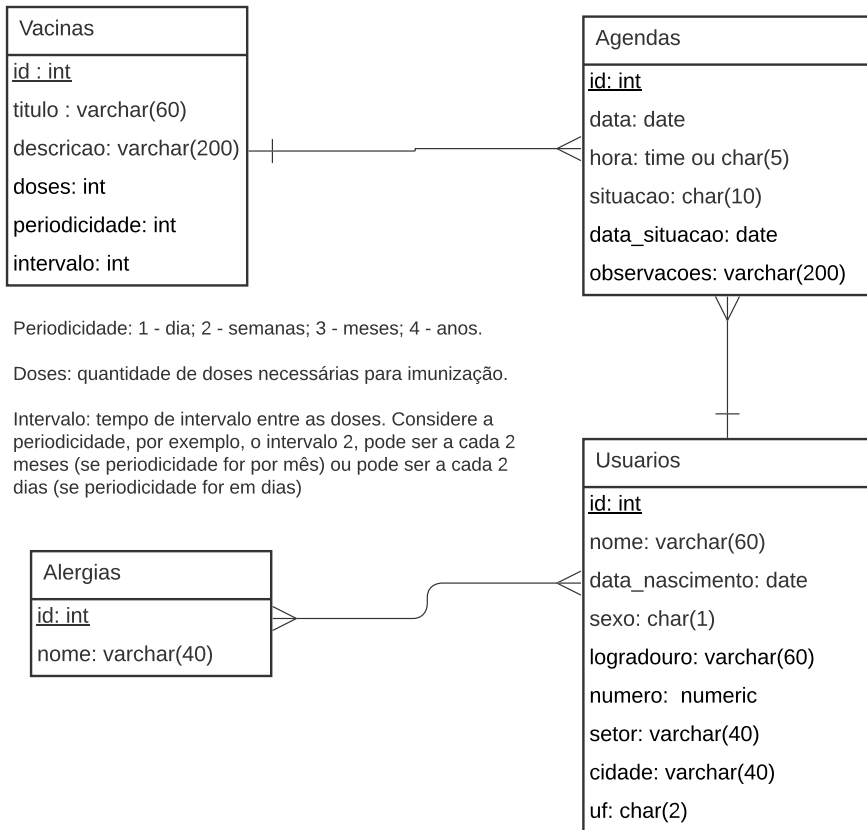 Vacinas
id : int
titulo : varchar(60)
descricao: varchar(200)
doses: int
periodicidade: int
intervalo: int
Agendas
id: int
data: date
hora: time ou char(5)
situacao: char(10)
data_situacao: date
observacoes: varchar(200)
Periodicidade: 1 - dia; 2 - semanas; 3 - meses; 4 - anos.
Doses: quantidade de doses necessárias para imunização.
Intervalo: tempo de intervalo entre as doses. Considere a
periodicidade, por exemplo, o intervalo 2, pode ser a cada 2
meses (se periodicidade for por mês) ou pode ser a cada 2
dias (se periodicidade for em dias)
Alergias
id: int
nome: varchar(40)
Usuarios
id: int
nome: varchar(60)
data_nascimento: date
sexo: char(1)
logradouro: varchar(60)
numero:  numeric
setor: varchar(40)
cidade: varchar(40)
uf: char(2)